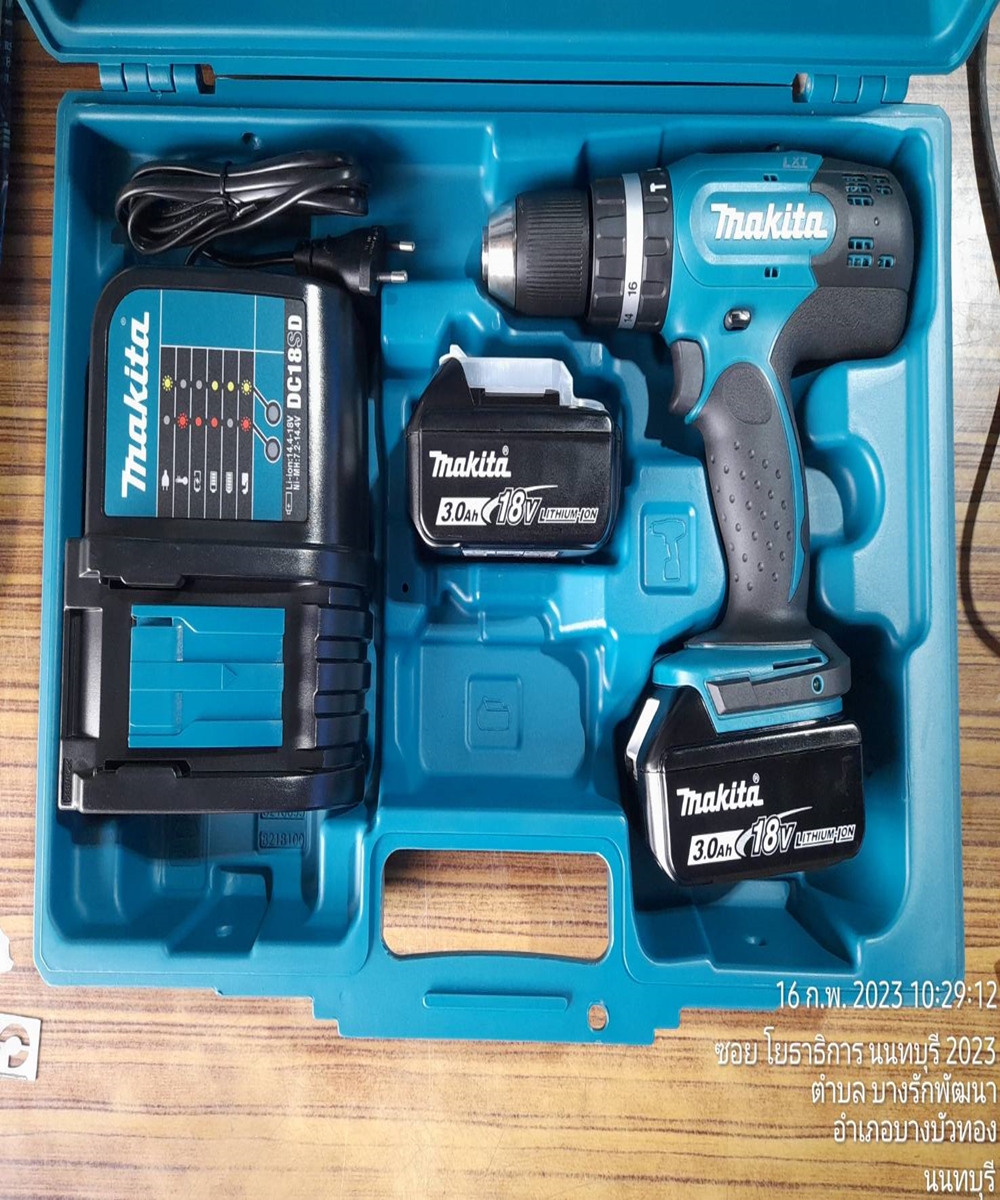 LXT
Makita
16
14
Makita®
DC18SD
Li-ion:14.4-18V
Ni-MH:7.2-14.4V
Makita®
3.0Ah 18V LITHIUM-ION
Makita®
3.0Ah 18V LITHIUM-ION
8218100
16 ก.พ. 2023 10:29:12
ซอย โยธาธิการ นนทบุรี 2023
ตำบล บางรักพัฒนา
อำเภอบางบัวทอง
นนทบุรี